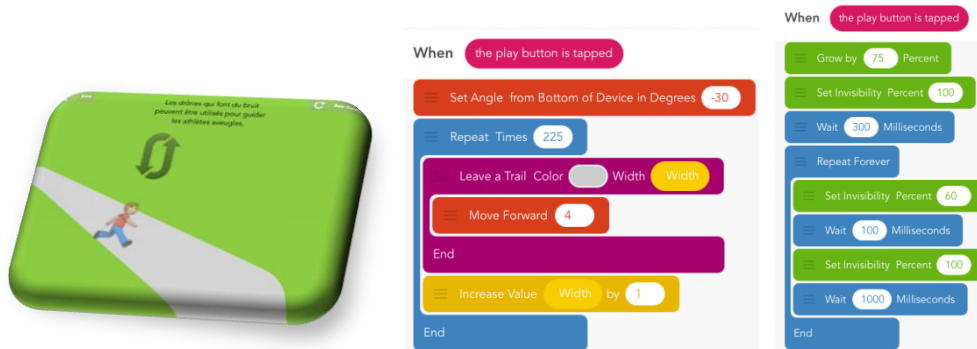 Les drônes qui font du bruit
peuvent être utilisés pour guider
les athlètes aveugles.
When the play button is tapped
Set Angle from Bottom of Device in Degrees -30
Repeat Times 225
Leave a Trail Color Width Width
Move Forward 4
End
Increase Value Width by 1
End
When the play button is tapped
Grow by 75 Percent
Set Invisibility Percent 100
Wait 300 Milliseconds
Repeat Forever
Set Invisibility Percent 60
Wait 100 Milliseconds
Set Invisibility Percent 100
Wait 1000 Milliseconds
End